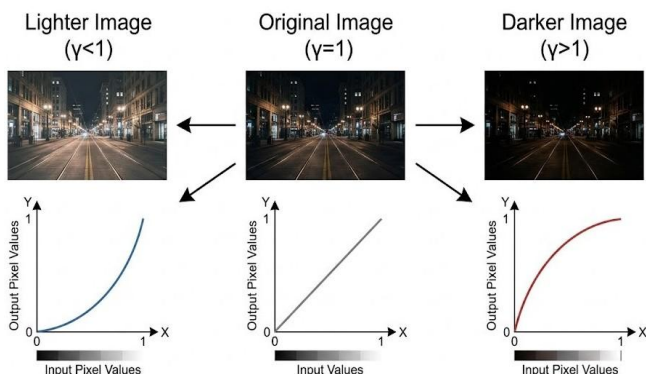 Lighter Image
(γ<1)
Original Image
(γ=1)
Darker Image
(γ>1)
Y
1
Output Pixel Values
0
0
1
X
Input Pixel Values
Y
1
Output Pixel Values
0
0
1
X
Input Pixel Values
Y
1
Output Pixel Values
0
0
1
X
Input Pixel Values